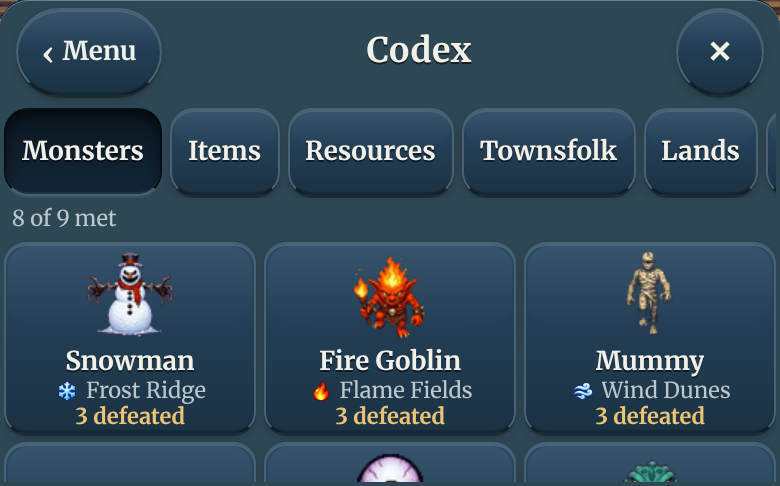 ‹ Menu
Codex
×
Monsters
Items
Resources
Townsfolk
Lands
8 of 9 met
Snowman
Frost Ridge
3 defeated
Fire Goblin
Flame Fields
3 defeated
Mummy
Wind Dunes
3 defeated